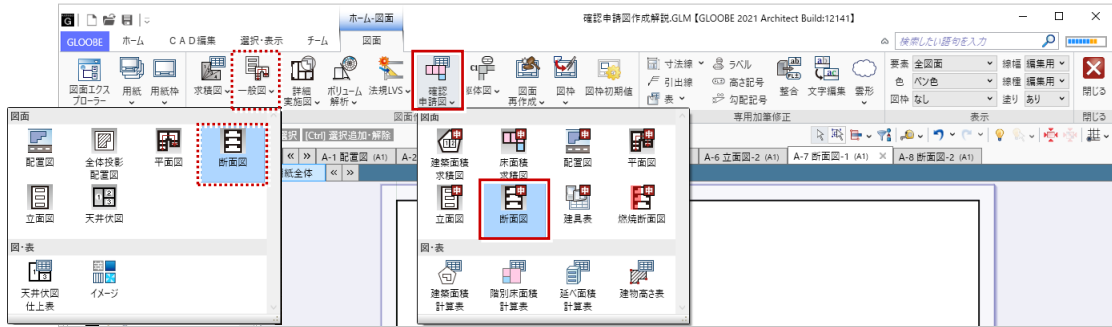 ホーム-図面
確認申請図作成解説.GLM【GLOOBE 2021 Architect Build:12141】
GLOOBE ホーム CAD編集 選択･表示 チーム 図面
検索したい語句を入力
図面エクス
プローラー
用紙
用紙枠
求積図
一般図
詳細
実施図
ボリューム
解析
法規LVS
確認
申請図
躯体図
図面
再作成
図枠
図枠初期値
寸法線
引出線
表
ラベル
高さ記号
勾配記号
整合
文字編集
雲形
要素 全図面
色 ペン色
図枠 なし
線幅 編集用
線種 編集用
塗り あり
閉じる
専用加筆修正
表示
閉じる
選択 [Ctrl] 選択追加･解除
A-1 配置図 (A1)
A-2
A-6 立面図-2 (A1)
A-7 断面図-1 (A1)
A-8 断面図-2 (A1)
紙全体
図面
配置図
全体投影
配置図
平面図
断面図
立面図
天井伏図
図･表
天井伏図
仕上表
イメージ
図面
建築面積
求積図
床面積
求積図
配置図
平面図
立面図
断面図
建具表
燃焼断面図
図･表
建築面積
計算表
階別床面積
計算表
延べ面積
計算表
建物高さ表